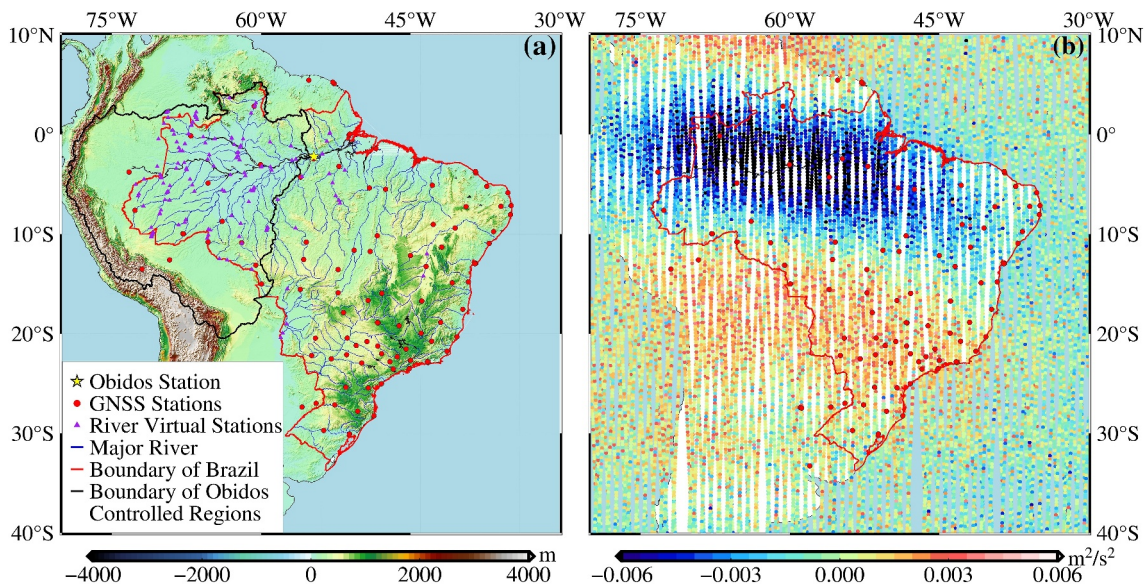 75°W 60°W 45°W 30°W 75°W 60°W 45°W 30°W
10°N (a) (b) 10°N
0° 0°
10°S 10°S
20°S 20°S
Obidos Station
GNSS Stations
River Virtual Stations
30°S 30°S
Major River
Boundary of Brazil
Boundary of Obidos
Controlled Regions
40°S 40°S
m m²/s²
−4000 −2000 0 2000 4000 −0.006 −0.003 0.000 0.003 0.006